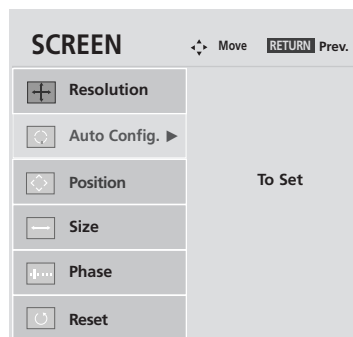 SCREEN Move RETURN Prev.
Resolution
Auto Config. ▶
Position
To Set
Size
Phase
Reset